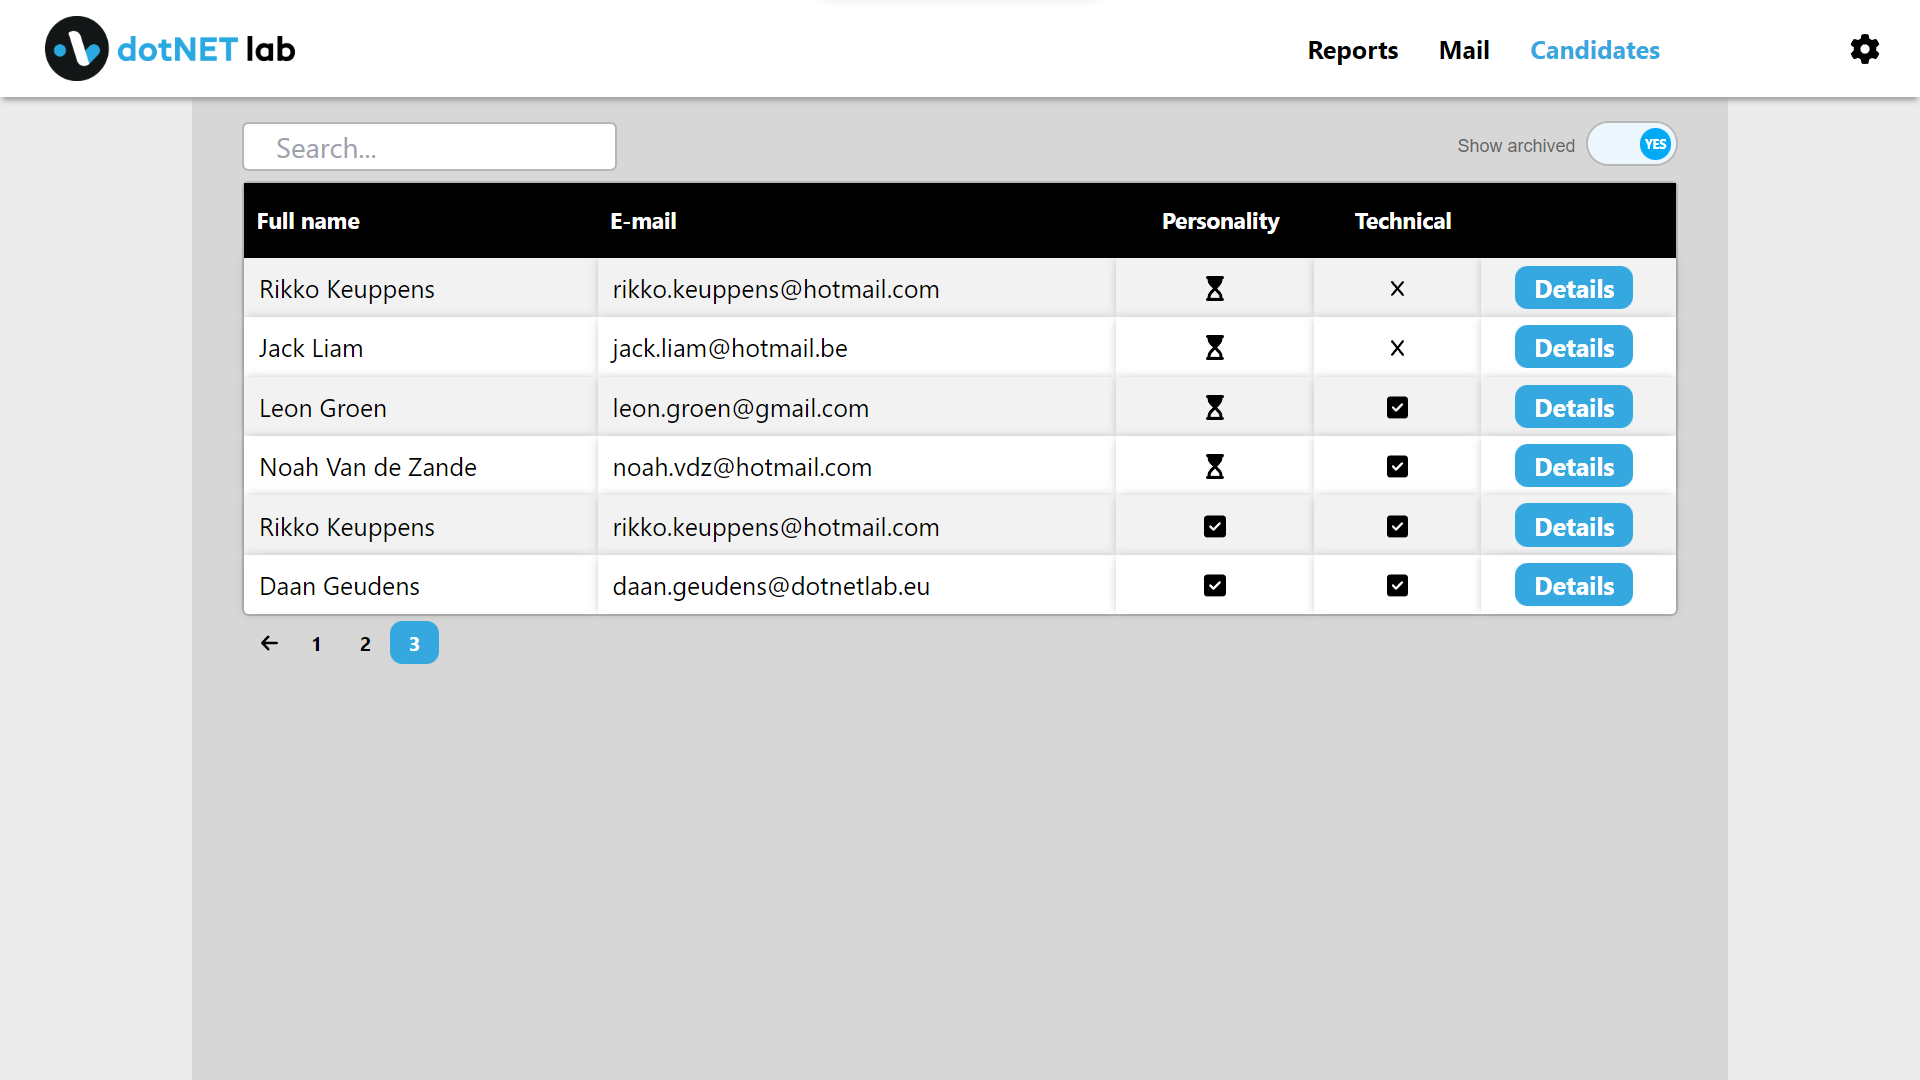 dotNET lab
Reports Mail Candidates
Search...
Show archived YES
Full name E-mail Personality Technical
Rikko Keuppens rikko.keuppens@hotmail.com Details
Jack Liam jack.liam@hotmail.be Details
Leon Groen leon.groen@gmail.com Details
Noah Van de Zande noah.vdz@hotmail.com Details
Rikko Keuppens rikko.keuppens@hotmail.com Details
Daan Geudens daan.geudens@dotnetlab.eu Details
1 2 3